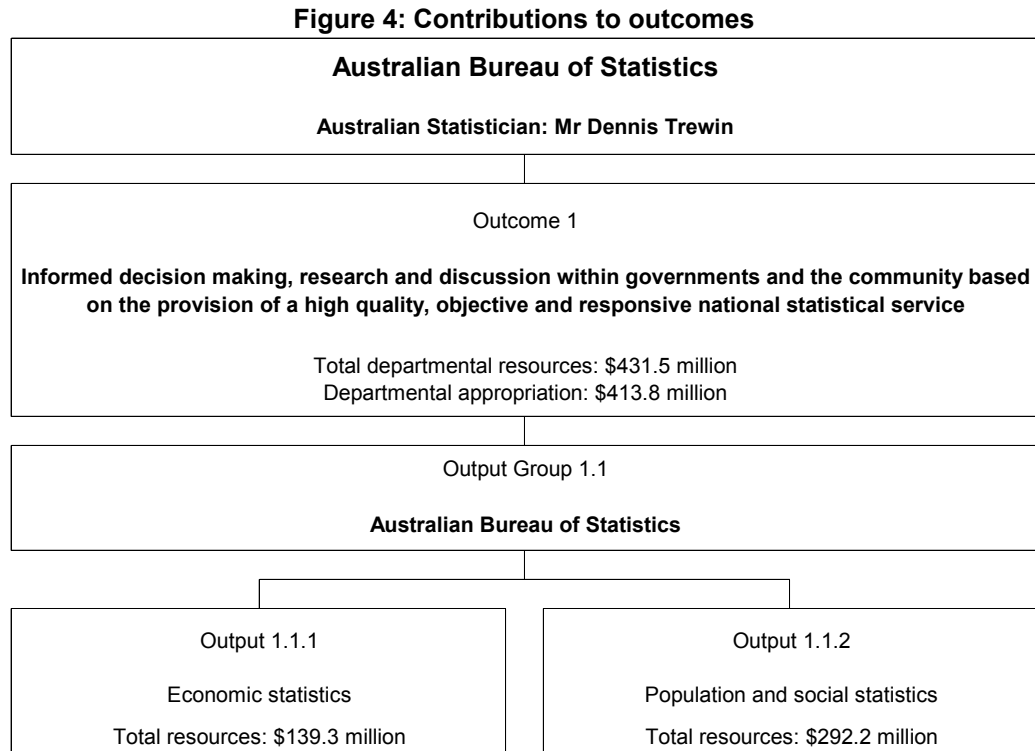 Figure 4: Contributions to outcomes
Australian Bureau of Statistics
Australian Statistician: Mr Dennis Trewin
Outcome 1
Informed decision making, research and discussion within governments and the community based
on the provision of a high quality, objective and responsive national statistical service
Total departmental resources: $431.5 million
Departmental appropriation: $413.8 million
Output Group 1.1
Australian Bureau of Statistics
Output 1.1.1
Economic statistics
Total resources: $139.3 million
Output 1.1.2
Population and social statistics
Total resources: $292.2 million